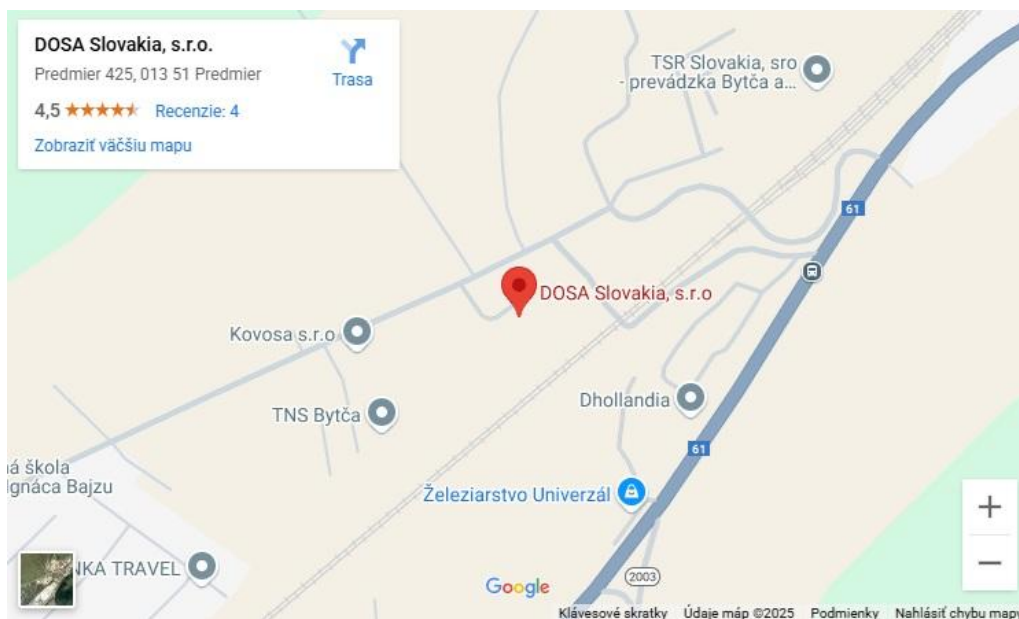 DOSA Slovakia, s.r.o.
Predmier 425, 013 51 Predmier
4,5
Recenzie: 4
Zobraziť väčšiu mapu
Trasa
TSR Slovakia, sro
- prevádzka Bytča a...
61
DOSA Slovakia, s.r.o
Kovosa s.r.o
Dhollandia
TNS Bytča
61
á škola
Ignáca Bajzu
Železiarstvo Univerzál
NKA TRAVEL
2003
Google
Klávesové skratky
Údaje máp ©2025
Podmienky
Nahlásiť chybu mapy